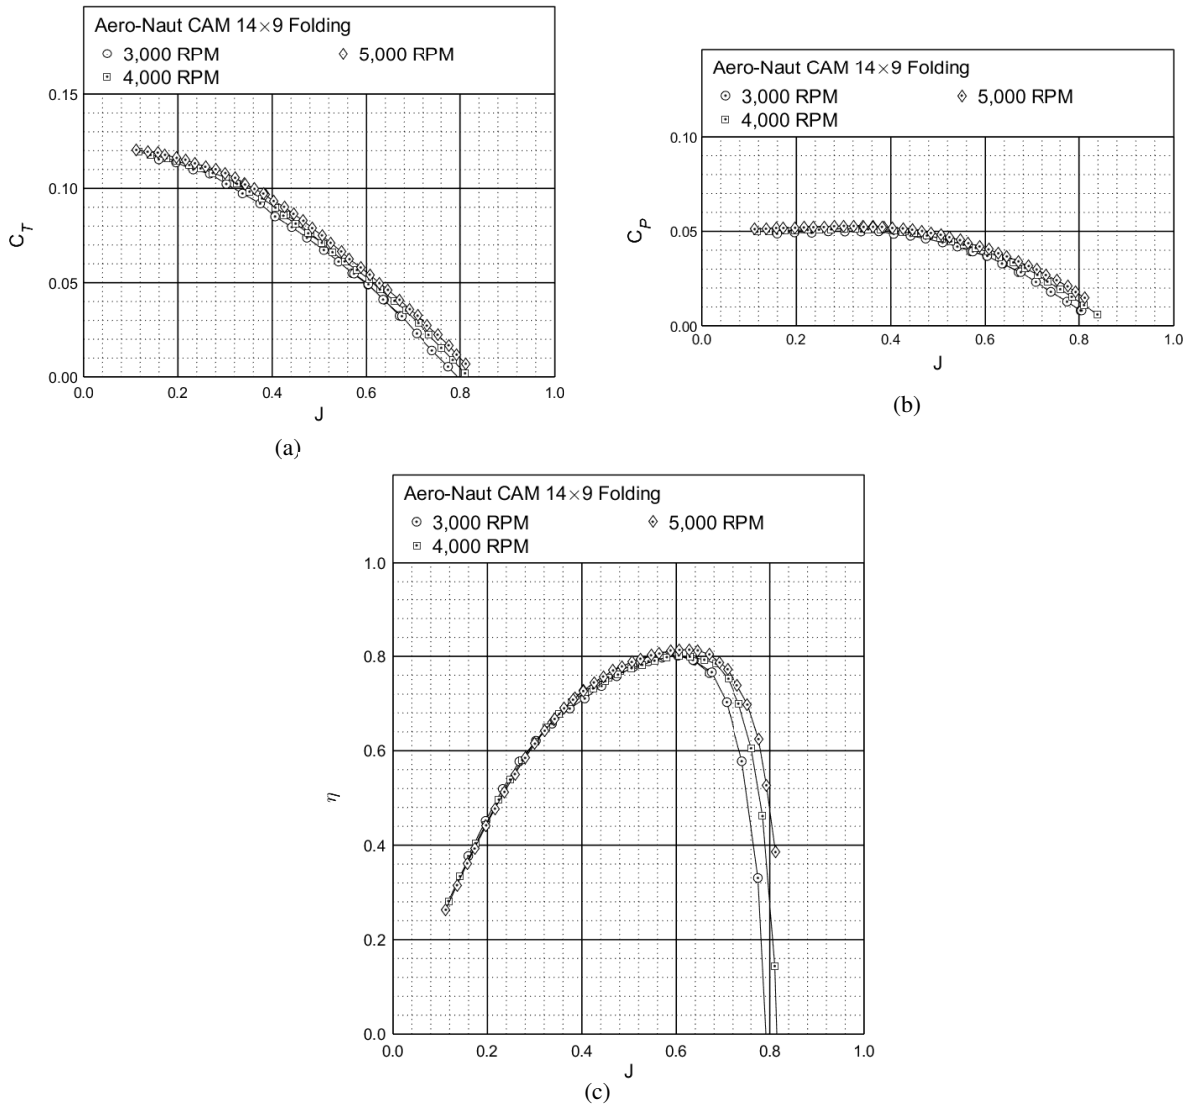 Aero-Naut CAM 14×9 Folding
3,000 RPM
5,000 RPM
4,000 RPM
0.15
0.10
0.05
0.00
C_T
0.0 0.2 0.4 0.6 0.8 1.0
J
(a)
Aero-Naut CAM 14×9 Folding
3,000 RPM
5,000 RPM
4,000 RPM
0.10
0.05
0.00
C_P
0.0 0.2 0.4 0.6 0.8 1.0
J
(b)
Aero-Naut CAM 14×9 Folding
3,000 RPM
5,000 RPM
4,000 RPM
1.0
0.8
0.6
0.4
0.2
0.0
η
0.0 0.2 0.4 0.6 0.8 1.0
J
(c)